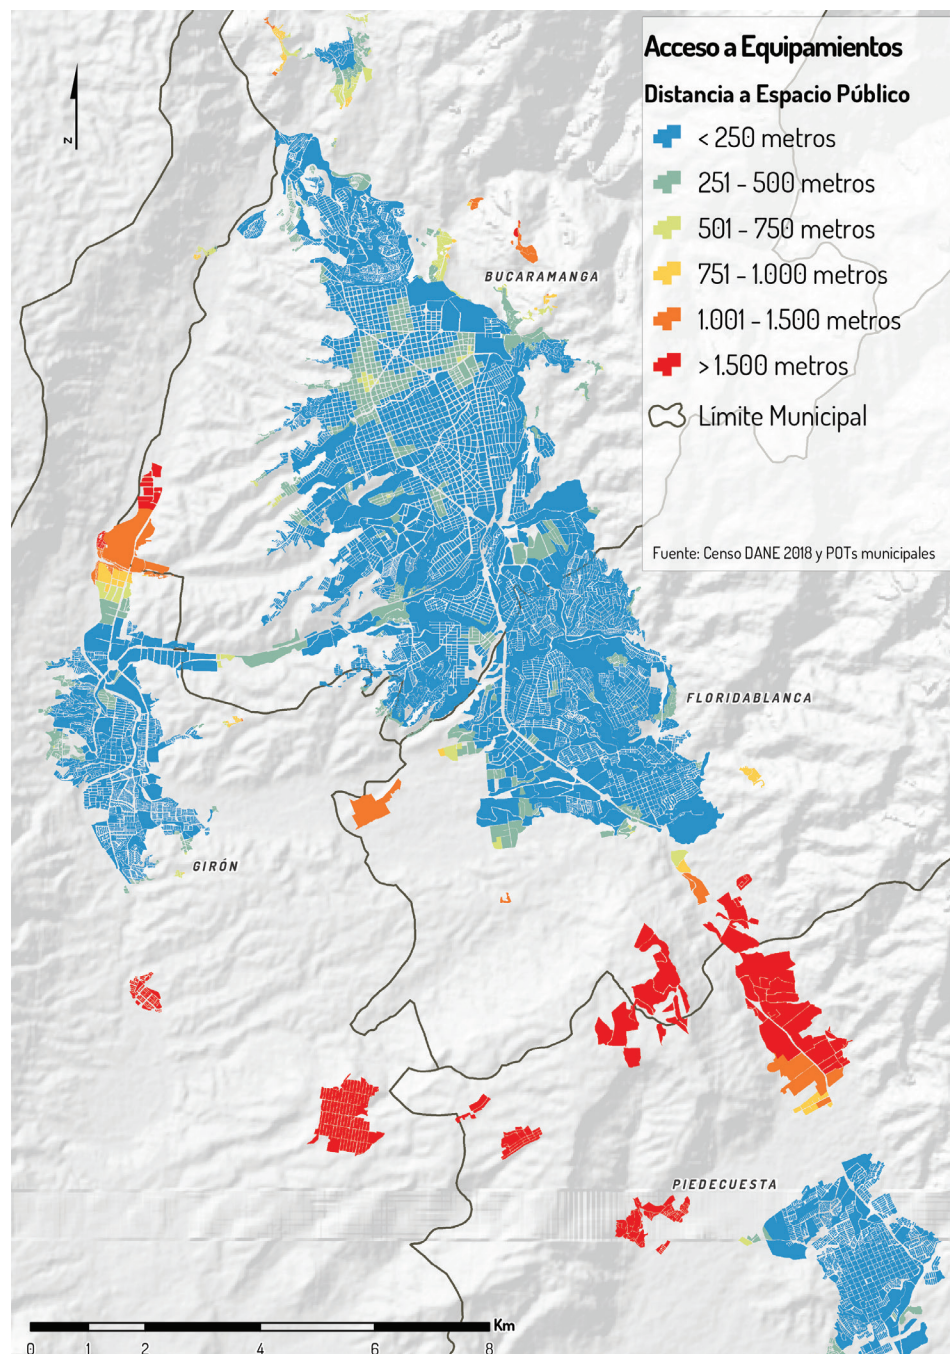 Acceso a Equipamientos
Distancia a Espacio Público
< 250 metros
251 - 500 metros
501 - 750 metros
751 - 1.000 metros
1.001 - 1.500 metros
> 1.500 metros
Límite Municipal
Fuente: Censo DANE 2018 y POTs municipales
N
BUCARAMANGA
FLORIDABLANCA
GIRÓN
PIEDECUESTA
Km
0 1 2 4 6 8